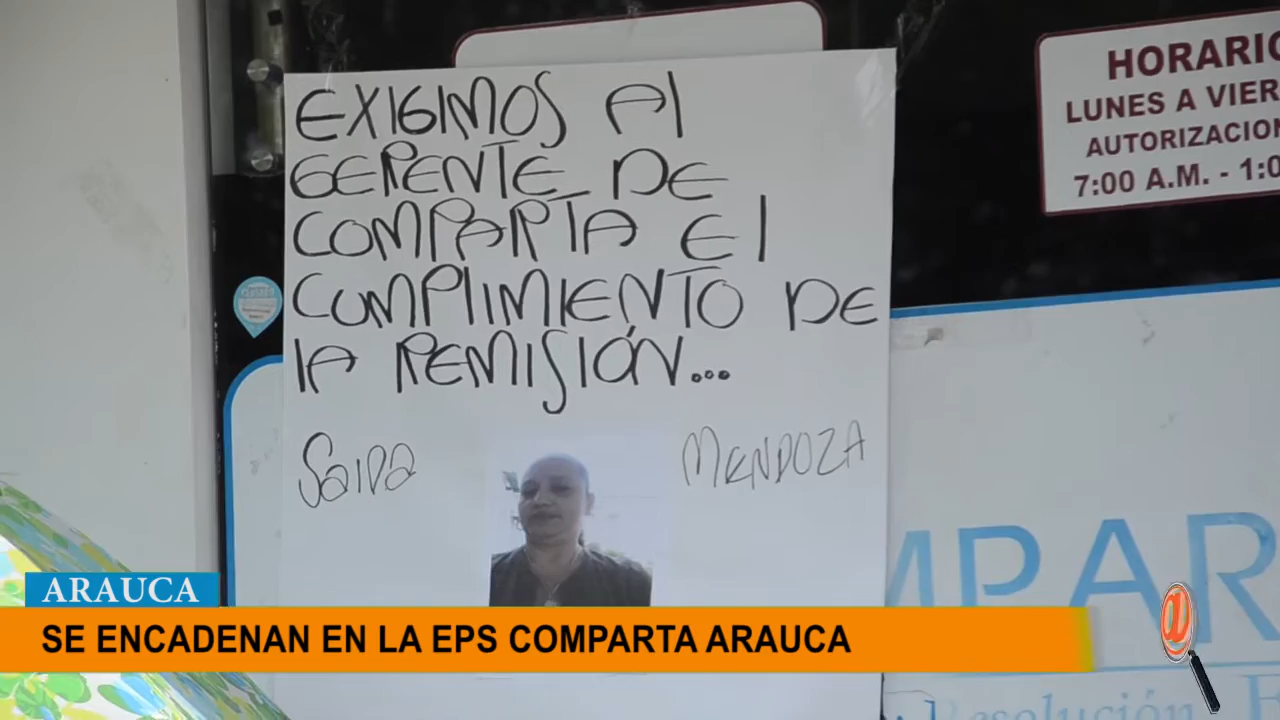 EXIGIMOS Al
GERENTE DE
COMPARTA El
CUMPLIMIENTO DE
lA REMISIÓN...
Saida MENDOZA
HORARIO
LUNES A VIER
AUTORIZACION
7:00 A.M. - 1:0
MPAR
Resolución
ARAUCA
SE ENCADENAN EN LA EPS COMPARTA ARAUCA
@